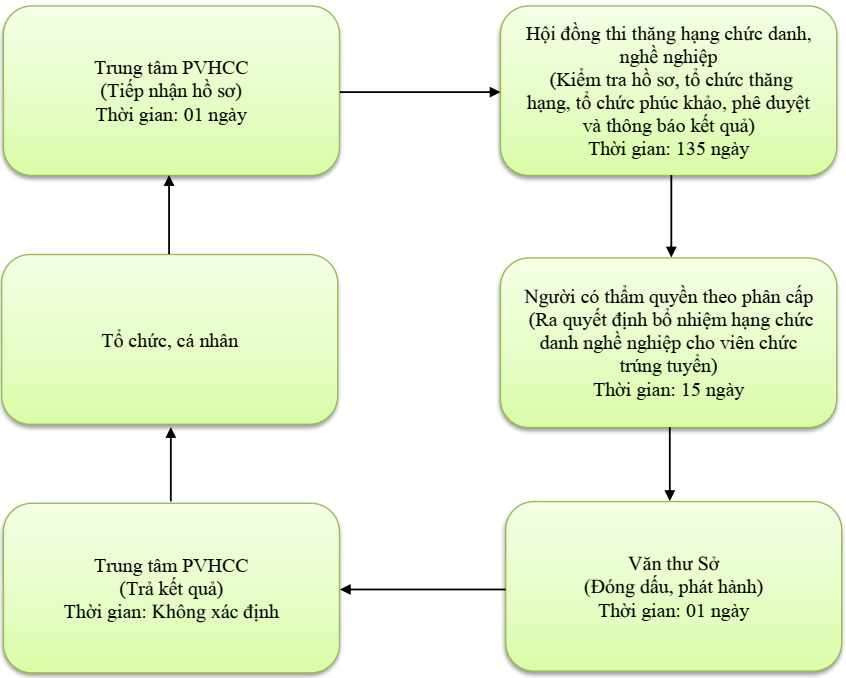 Trung tâm PVHCC
(Tiếp nhận hồ sơ)
Thời gian: 01 ngày
Hội đồng thi thăng hạng chức danh,
nghề nghiệp
(Kiểm tra hồ sơ, tổ chức thăng
hạng, tổ chức phúc khảo, phê duyệt
và thông báo kết quả)
Thời gian: 135 ngày
Tổ chức, cá nhân
Người có thẩm quyền theo phân cấp
(Ra quyết định bổ nhiệm hạng chức
danh nghề nghiệp cho viên chức
trúng tuyển)
Thời gian: 15 ngày
Trung tâm PVHCC
(Trả kết quả)
Thời gian: Không xác định
Văn thư Sở
(Đóng dấu, phát hành)
Thời gian: 01 ngày